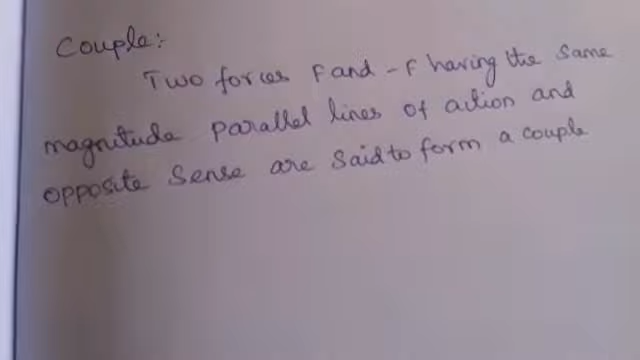 Couple:-
Two forces F and -F having the same
magnitude parallel lines of action and
opposite sense are said to form a couple